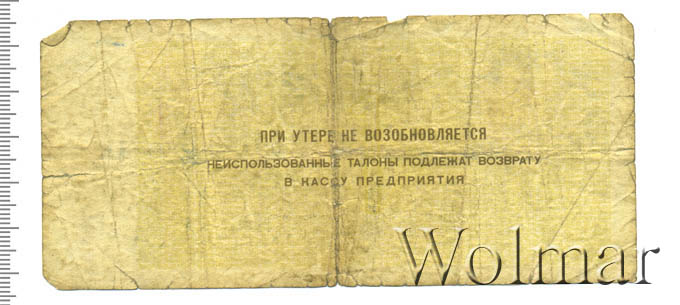 ПРИ УТЕРЕ НЕ ВОЗОБНОВЛЯЕТСЯ
НЕИСПОЛЬЗОВАННЫЕ ТАЛОНЫ ПОДЛЕЖАТ ВОЗВРАТУ
В КАССУ ПРЕДПРИЯТИЯ
Wolmar